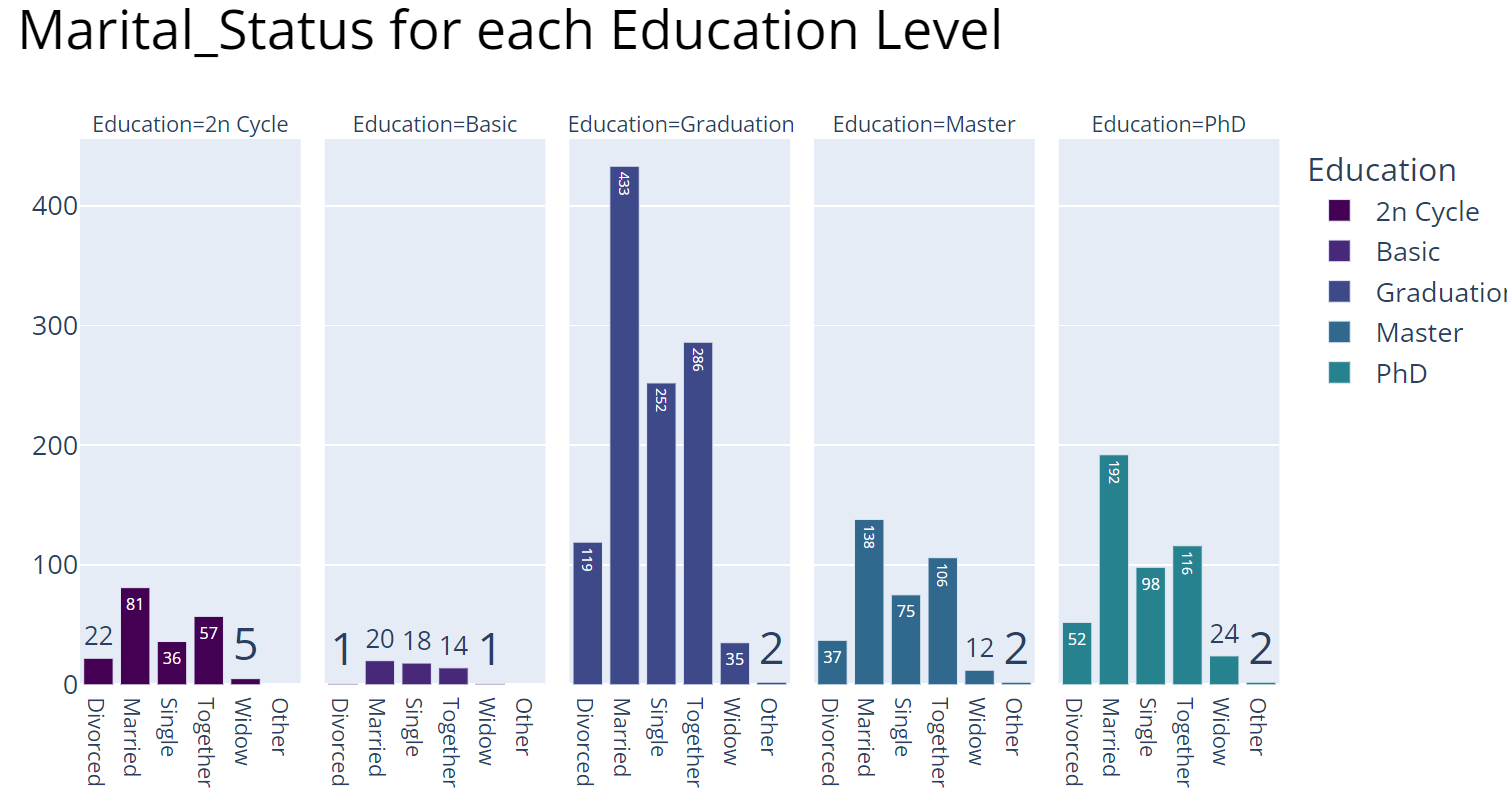 Marital_Status for each Education Level
Education=2n Cycle
Education=Basic
Education=Graduation
Education=Master
Education=PhD
400
300
200
100
0
22
81
36
57
5
1
20
18
14
1
119
433
252
286
35
2
37
138
75
106
12
2
52
192
98
116
24
2
Divorced
Married
Single
Together
Widow
Other
Divorced
Married
Single
Together
Widow
Other
Divorced
Married
Single
Together
Widow
Other
Divorced
Married
Single
Together
Widow
Other
Divorced
Married
Single
Together
Widow
Other
Education
2n Cycle
Basic
Graduation
Master
PhD